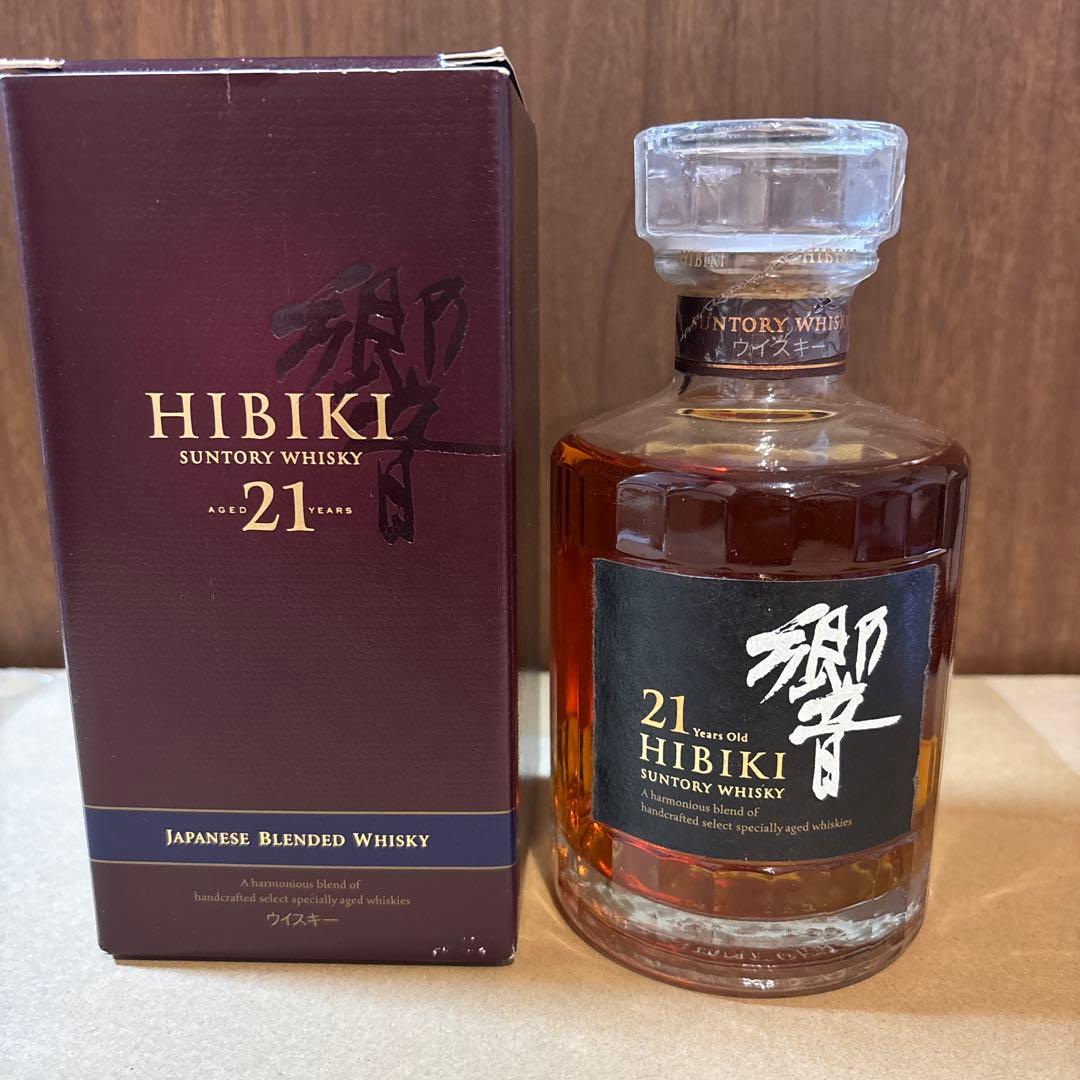 響
HIBIKI
SUNTORY WHISKY
AGED 21 YEARS
JAPANESE BLENDED WHISKY
A harmonious blend of
handcrafted select specially aged whiskies
ウイスキー
HIBIKI HIBIKI
SUNTORY WHISKY
ウイスキー
響
21 Years Old
HIBIKI
SUNTORY WHISKY
A harmonious blend of
handcrafted select specially aged whiskies